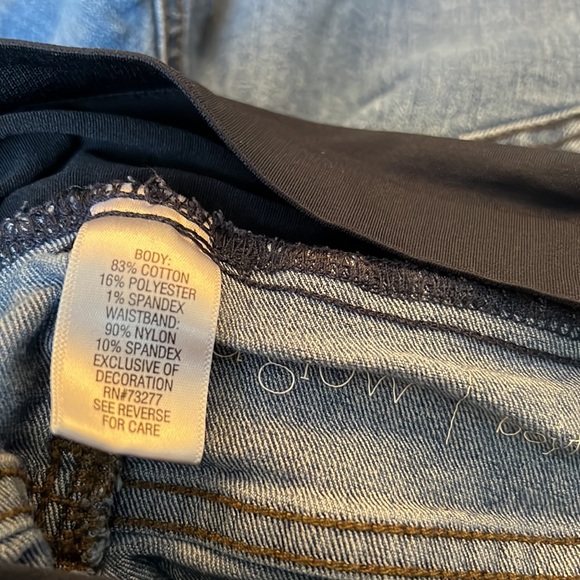 BODY:
83% COTTON
16% POLYESTER
1% SPANDEX
WAISTBAND:
90% NYLON
10% SPANDEX
EXCLUSIVE OF
DECORATION
RN#73277
SEE REVERSE
FOR CARE